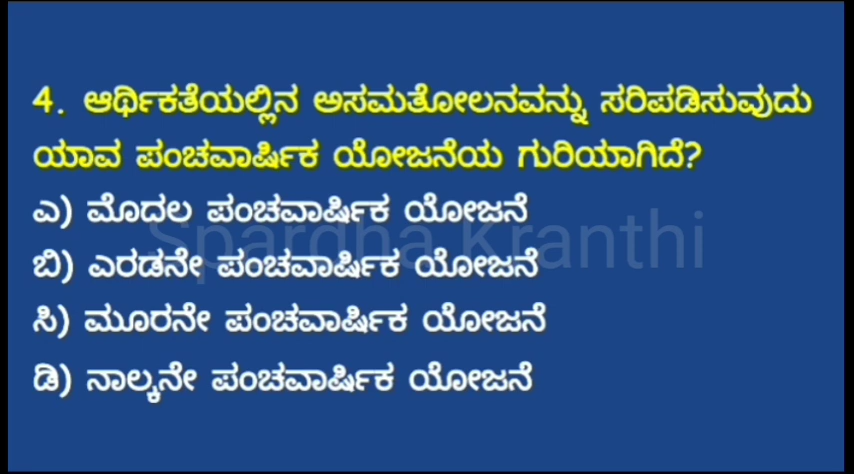 4. ಆರ್ಥಿಕತೆಯಲ್ಲಿನ ಅಸಮತೋಲನವನ್ನು ಸರಿಪಡಿಸುವುದು
ಯಾವ ಪಂಚವಾರ್ಷಿಕ ಯೋಜನೆಯ ಗುರಿಯಾಗಿದೆ?
ಎ) ಮೊದಲ ಪಂಚವಾರ್ಷಿಕ ಯೋಜನೆ
Spardha Kranthi
ಬಿ) ಎರಡನೇ ಪಂಚವಾರ್ಷಿಕ ಯೋಜನೆ
ಸಿ) ಮೂರನೇ ಪಂಚವಾರ್ಷಿಕ ಯೋಜನೆ
ಡಿ) ನಾಲ್ಕನೇ ಪಂಚವಾರ್ಷಿಕ ಯೋಜನೆ